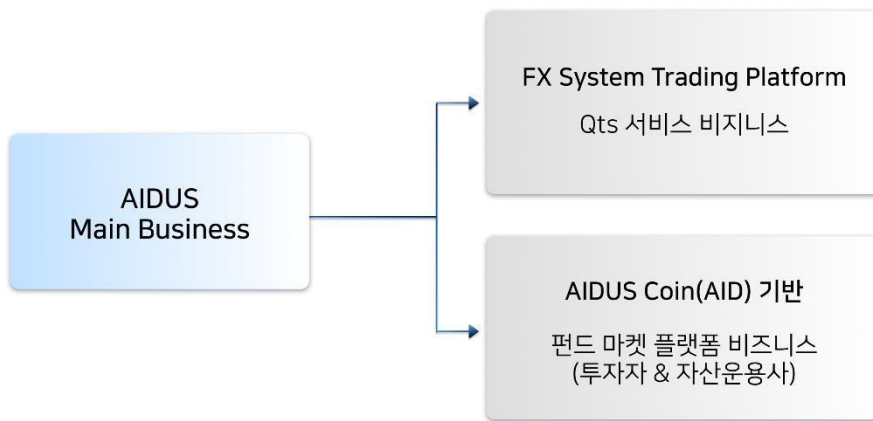 AIDUS
Main Business
FX System Trading Platform
Qts 서비스 비지니스
AIDUS Coin(AID) 기반
펀드 마켓 플랫폼 비즈니스
(투자자 & 자산운용사)